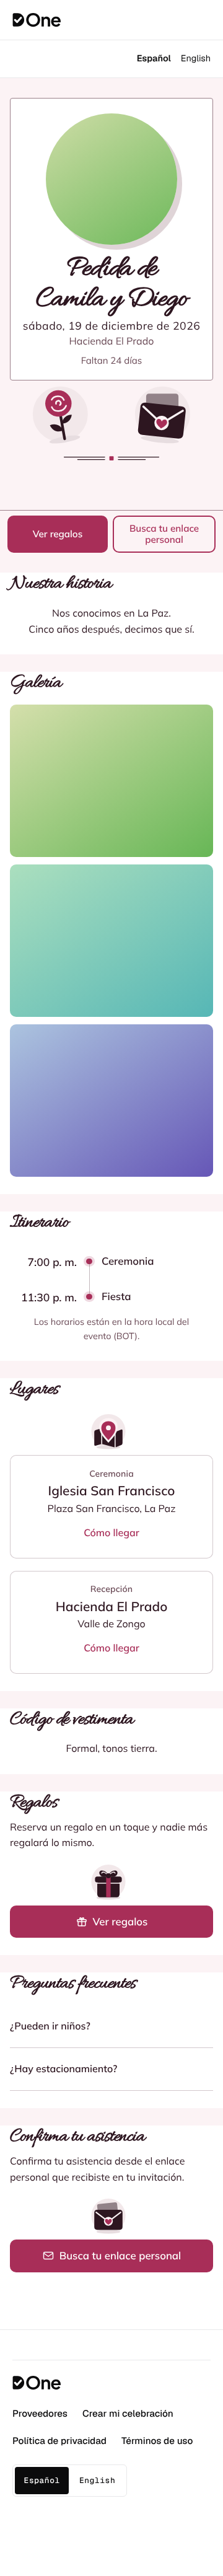 One
Español English
Pedida de
Camila y Diego
sábado, 19 de diciembre de 2026
Hacienda El Prado
Faltan 24 días
Ver regalos
Busca tu enlace
personal
Nuestra historia
Nos conocimos en La Paz.
Cinco años después, decimos que sí.
Galería
Itinerario
7:00 p. m. Ceremonia
11:30 p. m. Fiesta
Los horarios están en la hora local del
evento (BOT).
Lugares
Ceremonia
Iglesia San Francisco
Plaza San Francisco, La Paz
Cómo llegar
Recepción
Hacienda El Prado
Valle de Zongo
Cómo llegar
Código de vestimenta
Formal, tonos tierra.
Regalos
Reserva un regalo en un toque y nadie más
regalará lo mismo.
Ver regalos
Preguntas frecuentes
¿Pueden ir niños?
¿Hay estacionamiento?
Confirma tu asistencia
Confirma tu asistencia desde el enlace
personal que recibiste en tu invitación.
Busca tu enlace personal
One
Proveedores Crear mi celebración
Política de privacidad Términos de uso
Español English